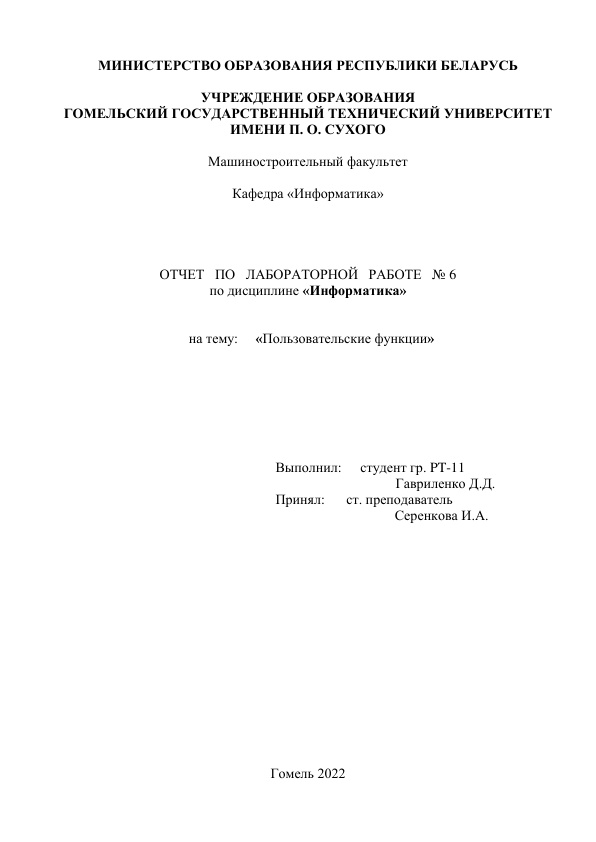 МИНИСТЕРСТВО ОБРАЗОВАНИЯ РЕСПУБЛИКИ БЕЛАРУСЬ
УЧРЕЖДЕНИЕ ОБРАЗОВАНИЯ
ГОМЕЛЬСКИЙ ГОСУДАРСТВЕННЫЙ ТЕХНИЧЕСКИЙ УНИВЕРСИТЕТ
ИМЕНИ П. О. СУХОГО
Машиностроительный факультет
Кафедра «Информатика»
ОТЧЕТ ПО ЛАБОРАТОРНОЙ РАБОТЕ № 6
по дисциплине «Информатика»
на тему: «Пользовательские функции»
Выполнил: студент гр. РТ-11
Гавриленко Д.Д.
Принял: ст. преподаватель
Серенкова И.А.
Гомель 2022